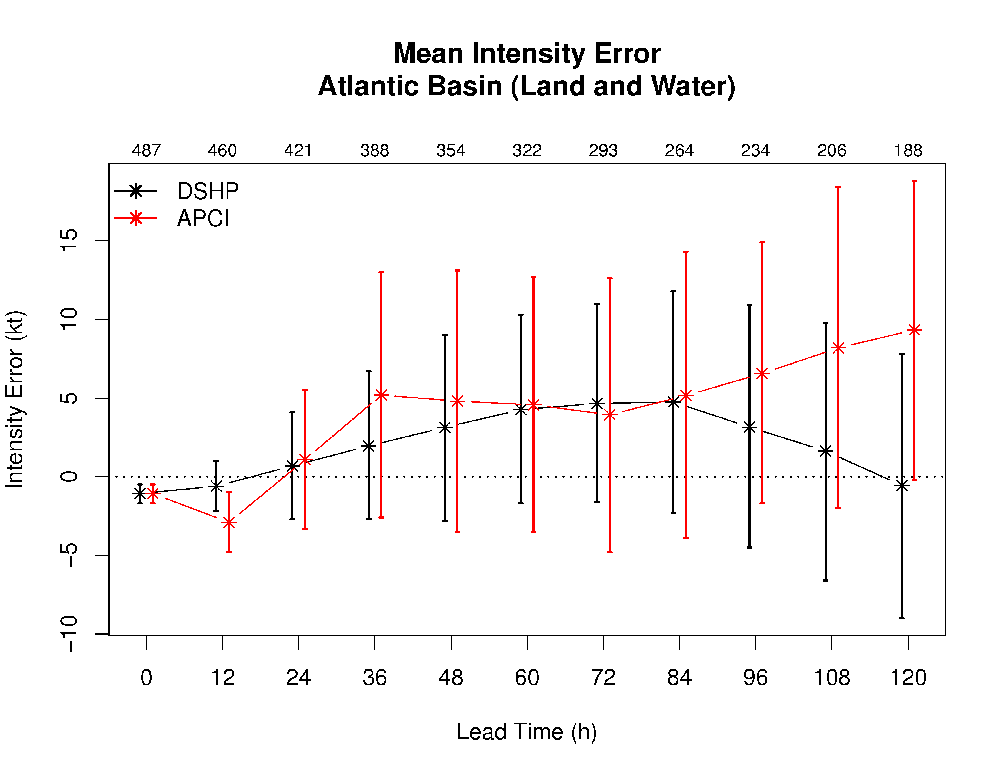 Mean Intensity Error
Atlantic Basin (Land and Water)
487 460 421 388 354 322 293 264 234 206 188
DSHP
APCI
15
10
5
0
−5
−10
Intensity Error (kt)
0 12 24 36 48 60 72 84 96 108 120
Lead Time (h)